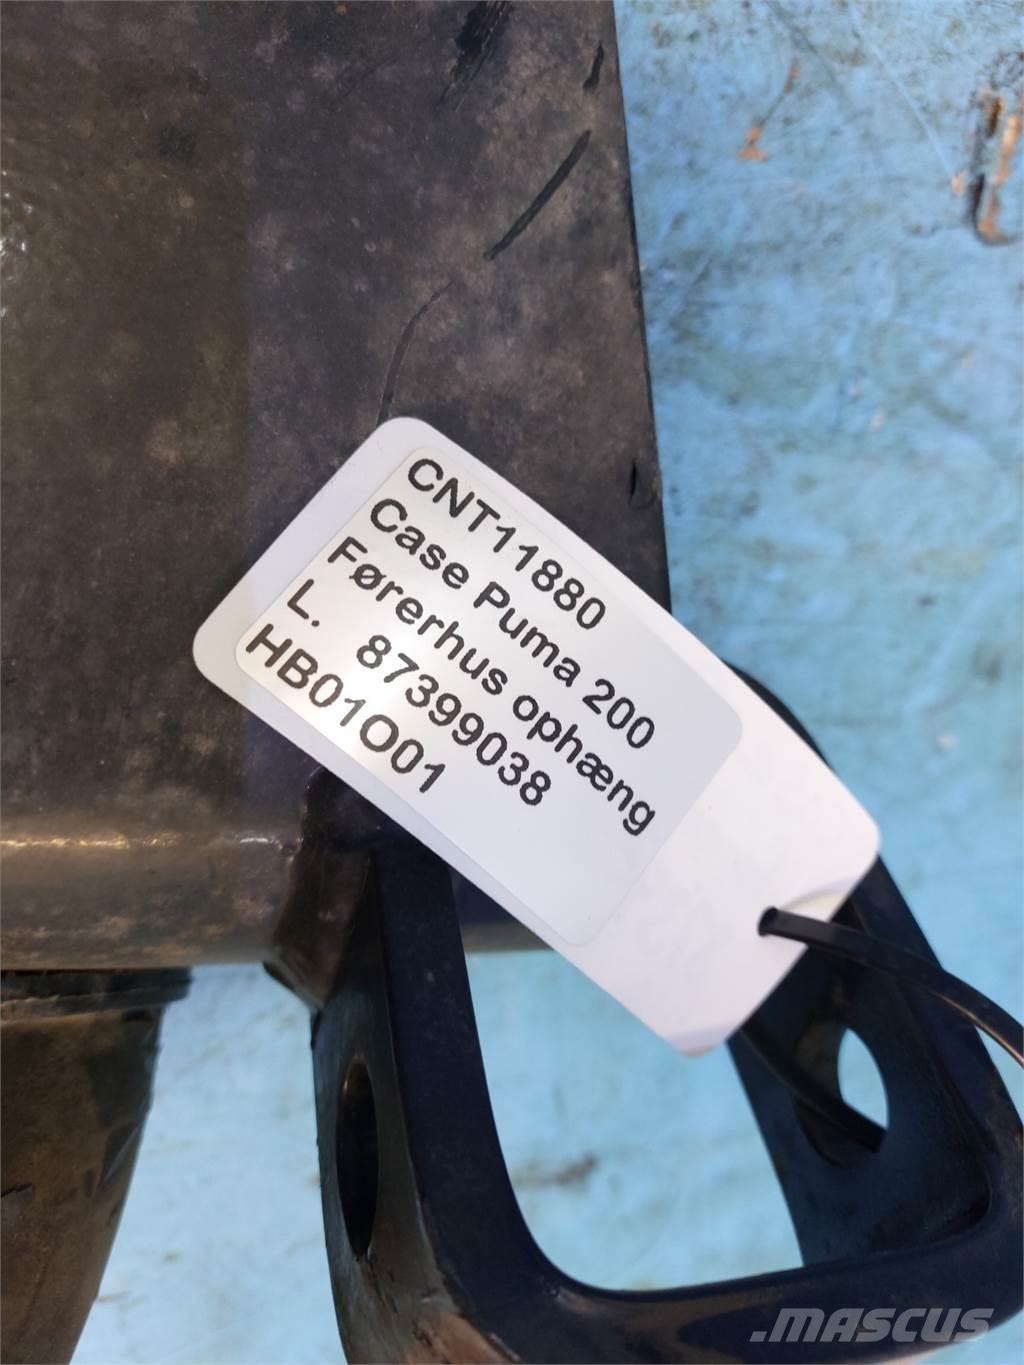 CNT11880
Case Puma 200
Førerhus ophæng
L. 87399038
HB01O01
.MASCUS